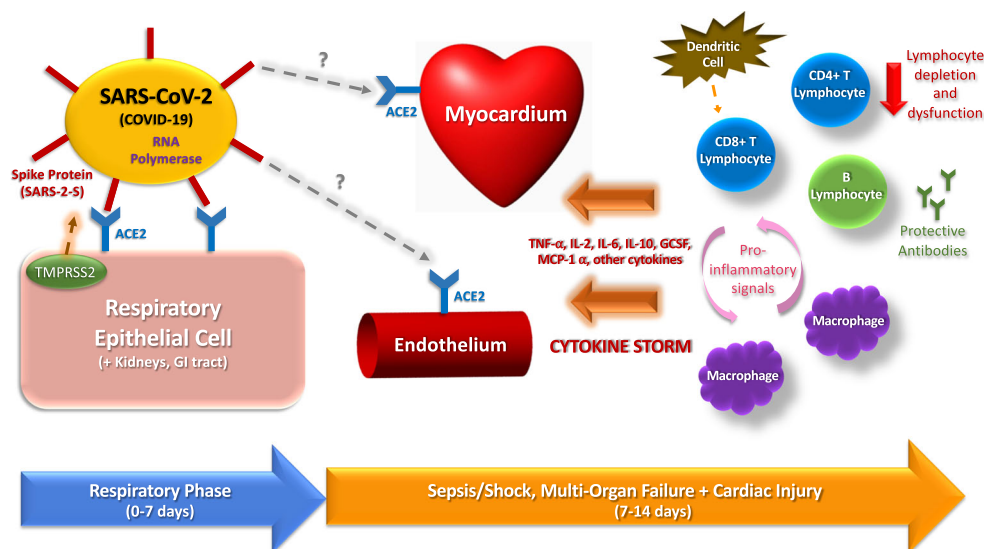 SARS-CoV-2
(COVID-19)
RNA
Polymerase
Spike Protein
(SARS-2-S)
ACE2
TMPRSS2
Respiratory
Epithelial Cell
(+ Kidneys, GI tract)
?
ACE2
Myocardium
?
ACE2
Endothelium
TNF-α, IL-2, IL-6, IL-10, GCSF,
MCP-1 α, other cytokines
CYTOKINE STORM
Dendritic
Cell
CD8+ T
Lymphocyte
CD4+ T
Lymphocyte
Lymphocyte
depletion
and
dysfunction
B
Lymphocyte
Protective
Antibodies
Pro-
inflammatory
signals
Macrophage
Macrophage
Respiratory Phase
(0-7 days)
Sepsis/Shock, Multi-Organ Failure + Cardiac Injury
(7-14 days)